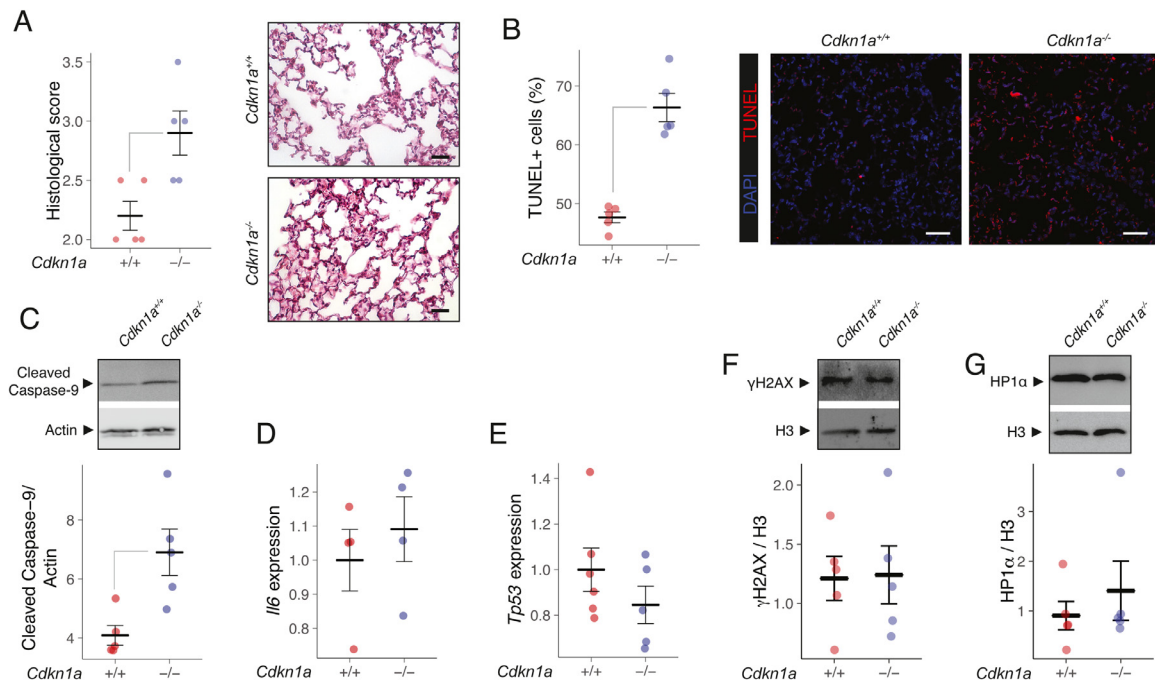 A
Histological score
3.5
3.0
2.5
2.0
Cdkn1a
+/+
−/−
Cdkn1a+/+
Cdkn1a-/-
B
TUNEL+ cells (%)
70
60
50
Cdkn1a
+/+
−/−
DAPI TUNEL
Cdkn1a+/+
Cdkn1a-/-
C
Cdkn1a+/+
Cdkn1a-/-
Cleaved
Caspase-9
Actin
Cleaved Caspase−9/
Actin
8
6
4
Cdkn1a
+/+
−/−
D
Il6 expression
1.2
1.1
1.0
0.9
0.8
Cdkn1a
+/+
−/−
E
Tp53 expression
1.4
1.2
1.0
0.8
Cdkn1a
+/+
−/−
F
Cdkn1a+/+
Cdkn1a-/-
γH2AX
H3
γH2AX / H3
2.0
1.5
1.0
Cdkn1a
+/+
−/−
G
Cdkn1a+/+
Cdkn1a-/-
HP1α
H3
HP1α / H3
4
3
2
1
Cdkn1a
+/+
−/−